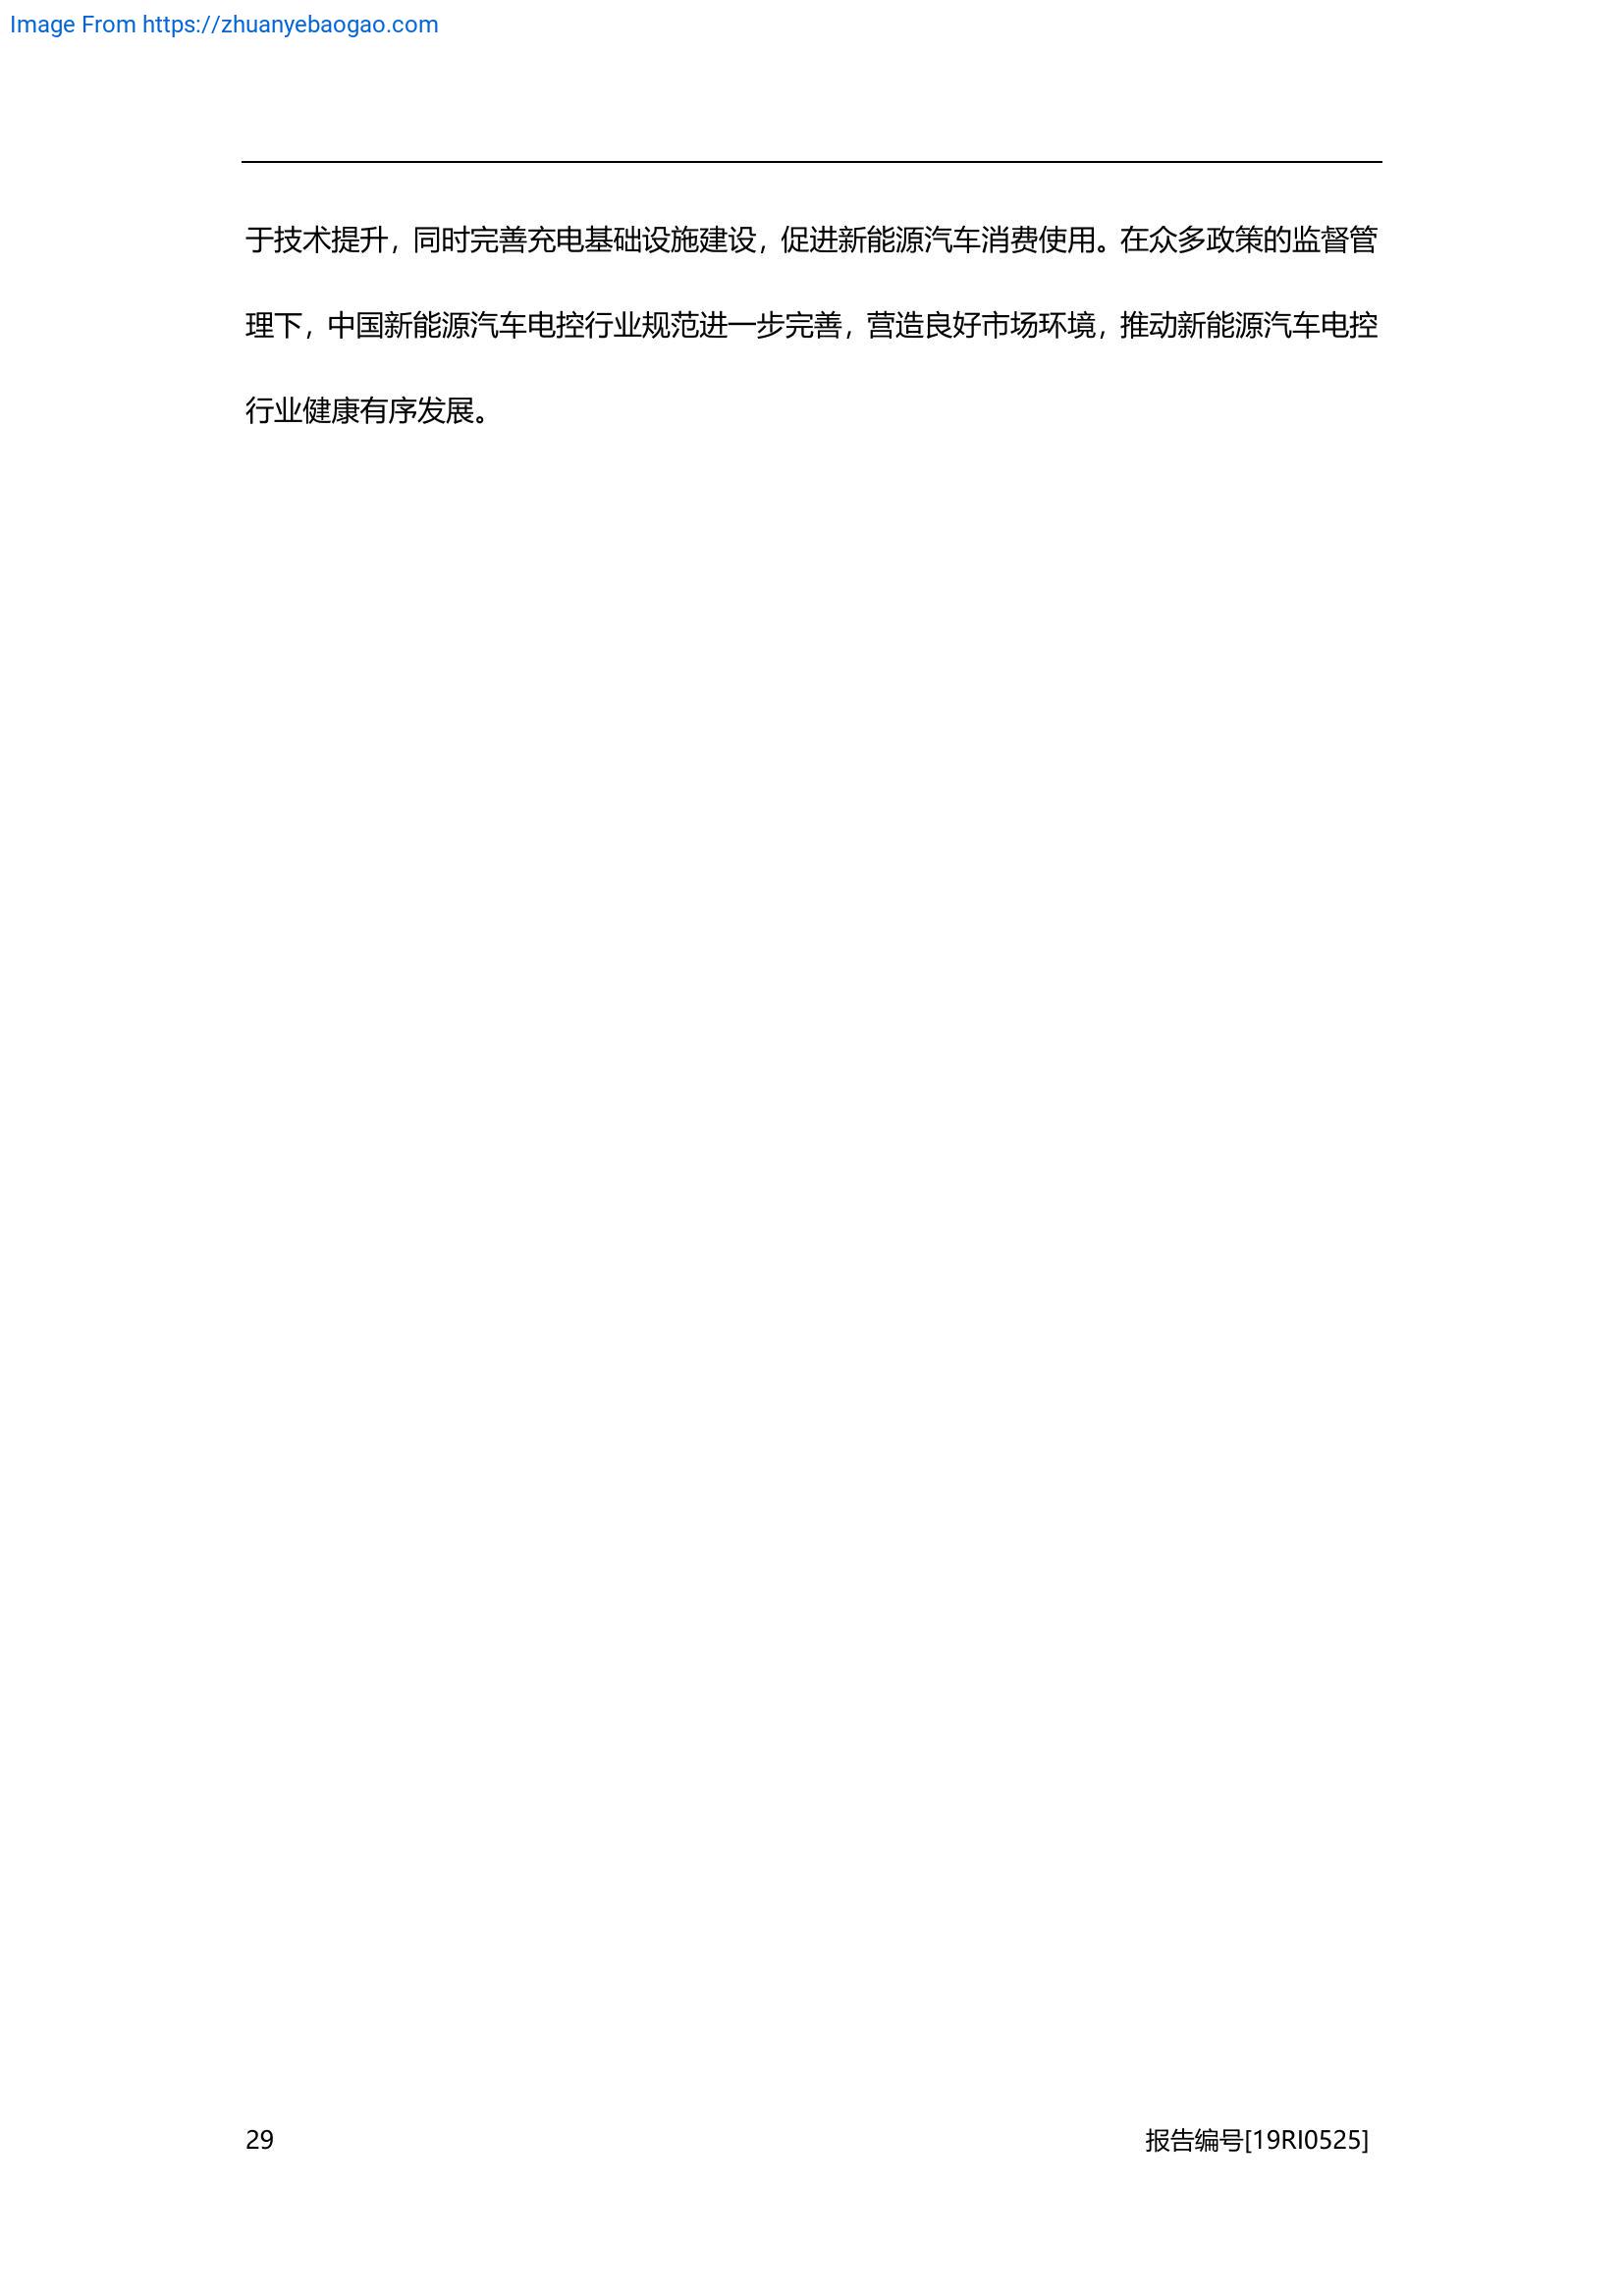 Image From https://zhuanyebaogao.com
于技术提升，同时完善充电基础设施建设，促进新能源汽车消费使用。在众多政策的监督管
理下，中国新能源汽车电控行业规范进一步完善，营造良好市场环境，推动新能源汽车电控
行业健康有序发展。
29
报告编号[19RI0525]